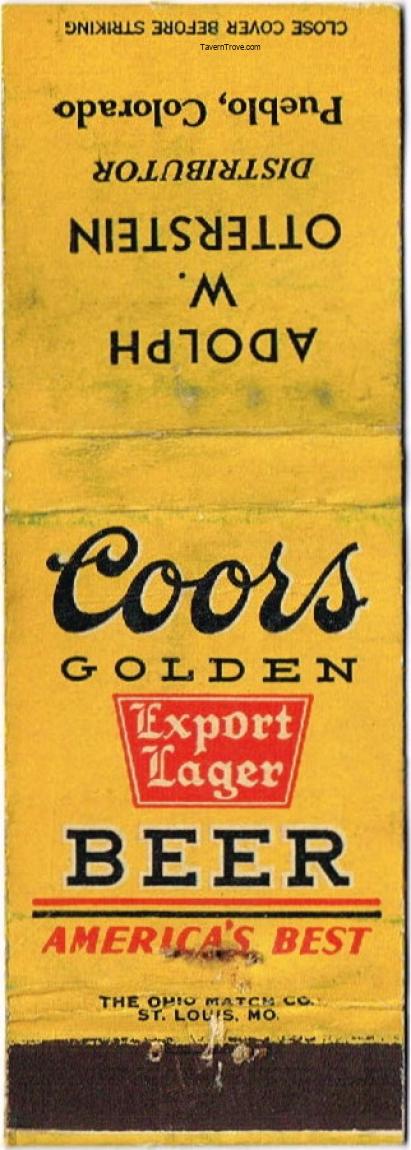 CLOSE COVER BEFORE STRIKING
TavernTrove.com
ADOLPH
W.
OTTERSTEIN
DISTRIBUTOR
Pueblo, Colorado
Coors
GOLDEN
Export
Lager
BEER
AMERICA'S BEST
THE OHIO MATCH CO.
ST. LOUIS, MO.